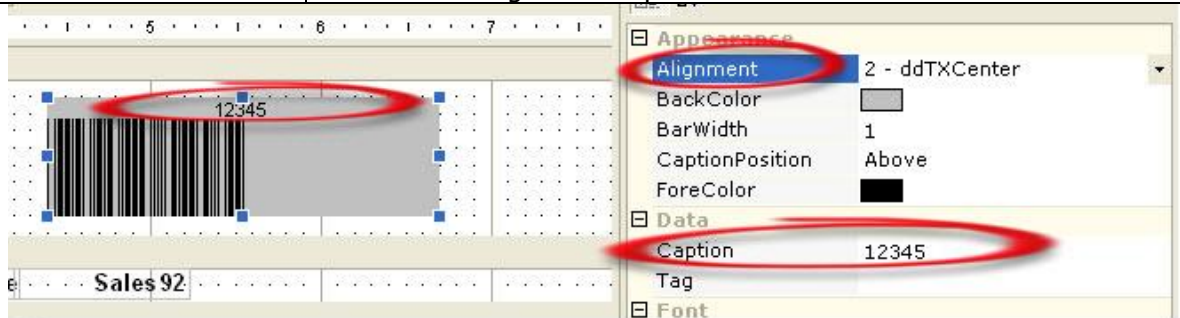 5 6 7
12345
Sales 92
Appearance
Alignment 2 - ddTXCenter
BackColor
BarWidth 1
CaptionPosition Above
ForeColor
Data
Caption 12345
Tag
Font